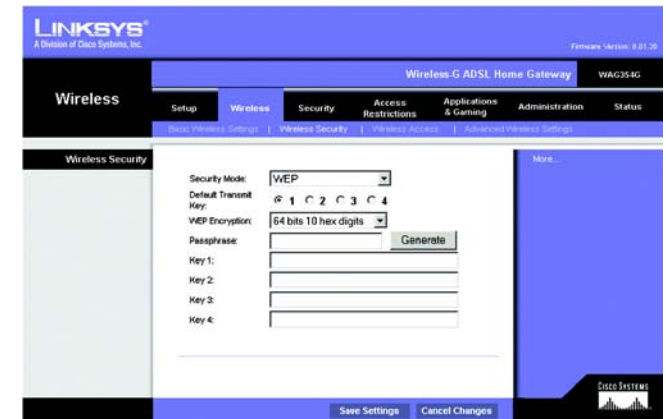 LINKSYS®
A Division of Cisco Systems, Inc.
Firmware Version: 0.01.30
Wireless-G ADSL Home Gateway WAG354G
Wireless
Setup Wireless Security Access Restrictions Applications & Gaming Administration Status
Basic Wireless Settings | Wireless Security | Wireless Access | Advanced Wireless Settings
Wireless Security
More...
Security Mode: WEP
Default Transmit Key: 1 2 3 4
WEP Encryption: 64 bits 10 hex digits
Passphrase: Generate
Key 1:
Key 2:
Key 3:
Key 4:
CISCO SYSTEMS
Save Settings Cancel Changes